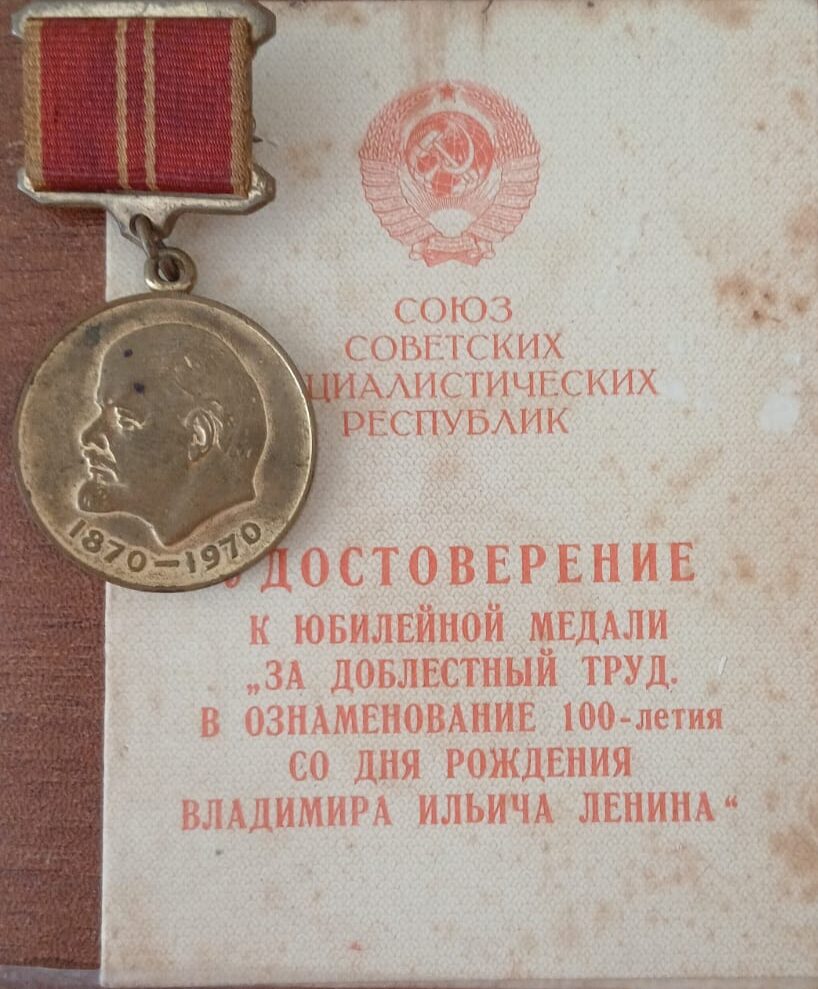 1870–1970
СОЮЗ
СОВЕТСКИХ
ЦИАЛИСТИЧЕСКИХ
РЕСПУБЛИК
УДОСТОВЕРЕНИЕ
К ЮБИЛЕЙНОЙ МЕДАЛИ
„ЗА ДОБЛЕСТНЫЙ ТРУД.
В ОЗНАМЕНОВАНИЕ 100-летия
СО ДНЯ РОЖДЕНИЯ
ВЛАДИМИРА ИЛЬИЧА ЛЕНИНА“